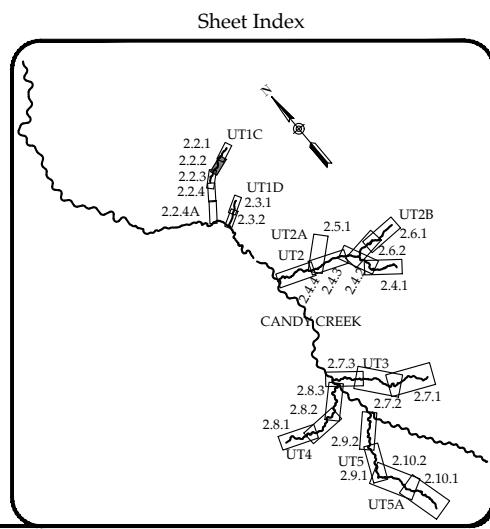 Sheet Index
N
2.2.1
UT1C
2.2.2
2.2.3
2.2.4
2.2.4A
UT1D
2.3.1
2.3.2
UT2A
2.5.1
UT2B
2.6.1
2.6.2
UT2
2.4.4
2.4.3
2.4.2
2.4.1
CANDY CREEK
2.7.3
UT3
2.7.2
2.7.1
2.8.3
2.8.2
2.8.1
UT4
2.9.2
UT5
2.9.1
2.10.2
2.10.1
UT5A